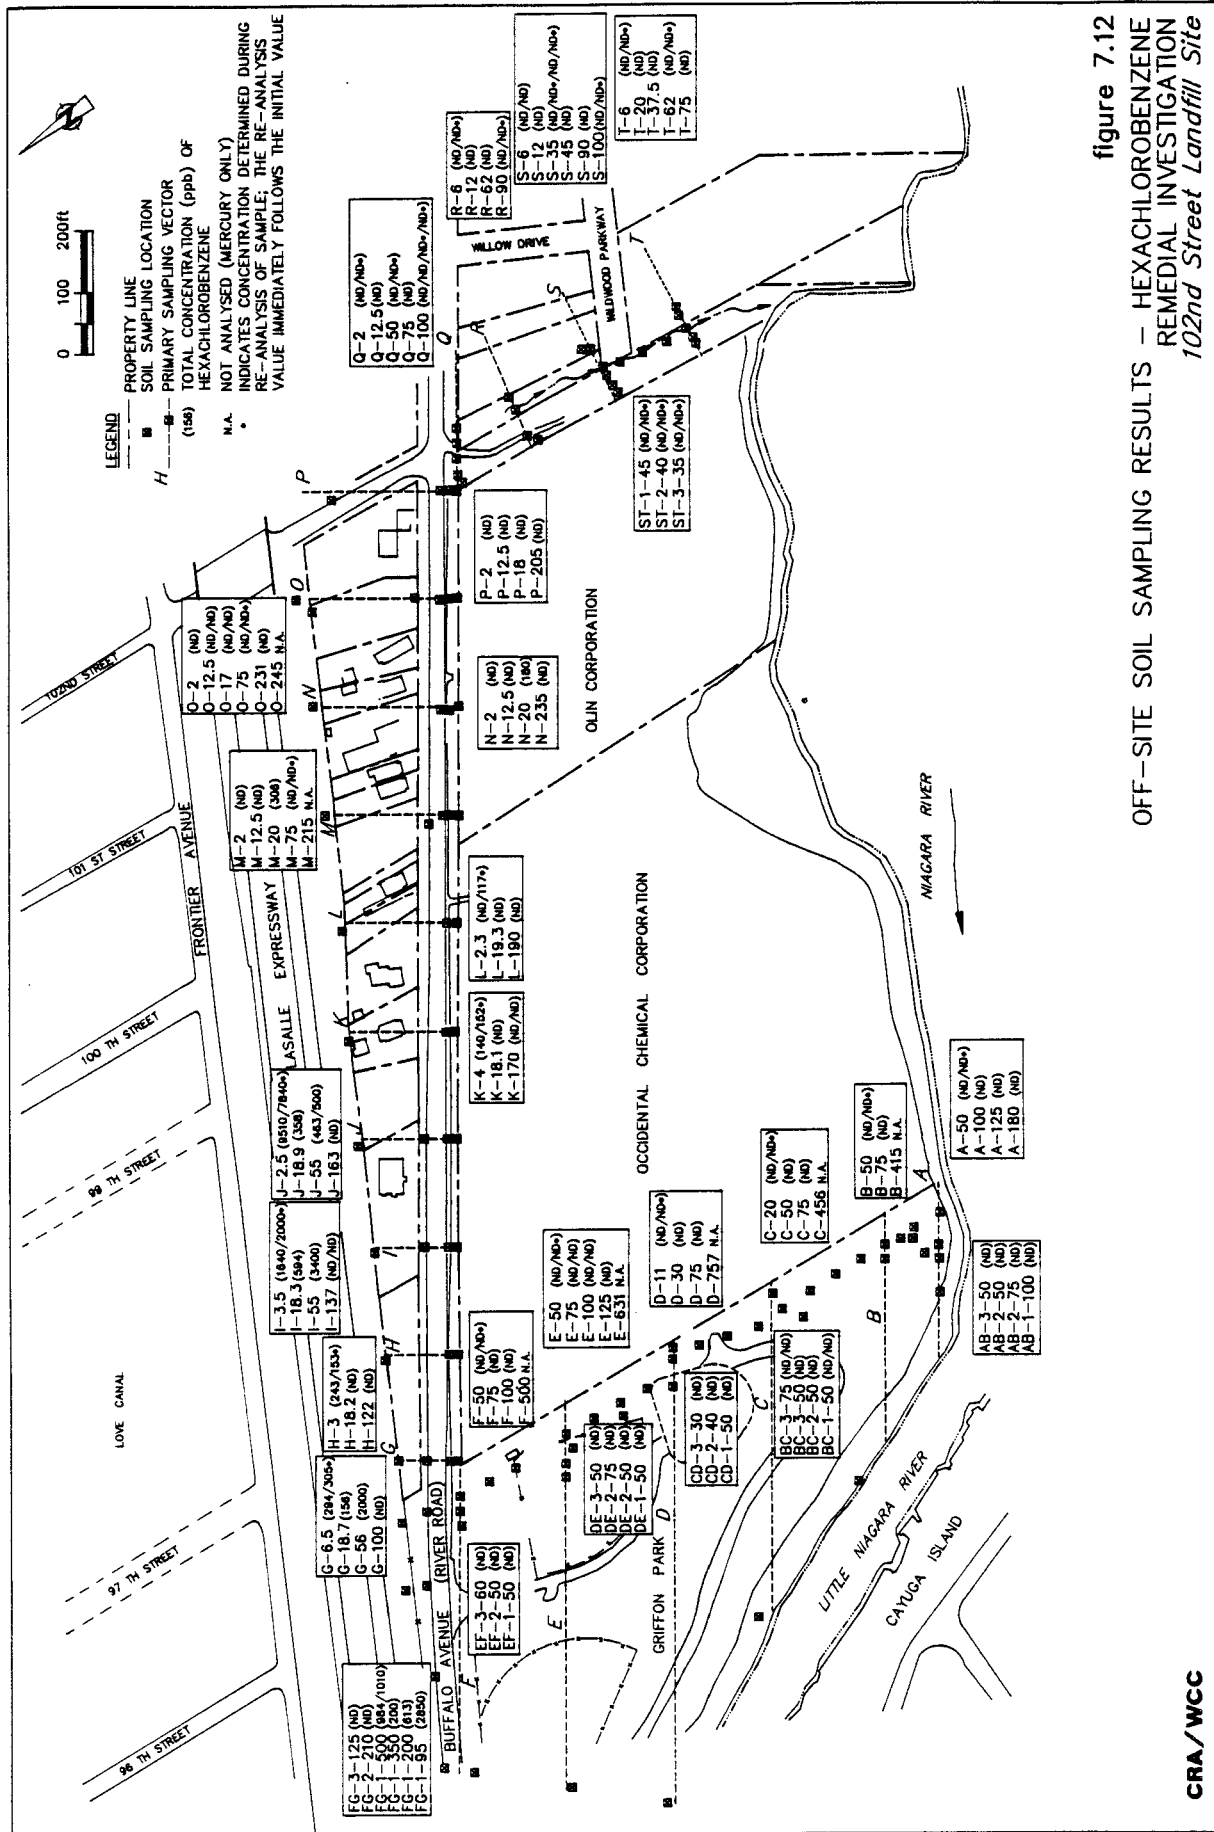 figure 7.12
OFF-SITE SOIL SAMPLING RESULTS - HEXACHLOROBENZENE
REMEDIAL INVESTIGATION
102nd Street Landfill Site
CRA/WCC
0 100 200ft
LEGEND
PROPERTY LINE
SOIL SAMPLING LOCATION
H PRIMARY SAMPLING VECTOR
(156) TOTAL CONCENTRATION (ppb) OF
HEXACHLOROBENZENE
N.A. NOT ANALYSED (MERCURY ONLY)
* INDICATES CONCENTRATION DETERMINED DURING
RE-ANALYSIS OF SAMPLE; THE RE-ANALYSIS
VALUE IMMEDIATELY FOLLOWS THE INITIAL VALUE
N
96 TH STREET
97 TH STREET
99 TH STREET
100 TH STREET
101 ST STREET
102ND STREET
LOVE CANAL
FRONTIER AVENUE
LASALLE EXPRESSWAY
BUFFALO AVENUE (RIVER ROAD)
WILLOW DRIVE
WILDWOOD PARKWAY
OLIN CORPORATION
OCCIDENTAL CHEMICAL CORPORATION
GRIFFON PARK
NIAGARA RIVER
LITTLE NIAGARA RIVER
CAYUGA ISLAND
FG-3-125 (ND)
FG-2-210 (ND)
FG-1-500 (984/1010)
FG-1-350 (200)
FG-1-200 (613)
FG-1-95 (2850)
G-6.5 (294/305*)
G-18.7 (156)
G-56 (2000)
G-100 (ND)
H-3 (243/153*)
H-18.2 (ND)
H-122 (ND)
I-3.5 (1640/2000*)
I-18.3 (594)
I-55 (3400)
I-137 (ND/ND)
J-2.5 (9510/7840*)
J-18.9 (358)
J-55 (463/500)
J-163 (ND)
K-4 (140/152*)
K-18.1 (ND)
K-170 (ND/ND)
L-2.3 (ND/117*)
L-19.3 (ND)
L-190 (ND)
M-2 (ND)
M-12.5 (ND)
M-20 (308)
M-75 (ND/ND*)
M-215 N.A.
N-2 (ND)
N-12.5 (ND)
N-20 (180)
N-235 (ND)
O-2 (ND)
O-12.5 (ND/ND)
O-17 (ND/ND)
O-75 (ND/ND*)
O-231 (ND)
O-245 N.A.
P-2 (ND)
P-12.5 (ND)
P-18 (ND)
P-205 (ND)
Q-2 (ND/ND*)
Q-12.5 (ND)
Q-50 (ND/ND*)
Q-75 (ND)
Q-100 (ND/ND/ND*/ND*)
R-6 (ND/ND*)
R-12 (ND)
R-62 (ND)
R-90 (ND/ND*)
S-6 (ND/ND)
S-12 (ND)
S-35 (ND/ND*/ND/ND*)
S-45 (ND)
S-90 (ND)
S-100 (ND/ND*)
T-6 (ND/ND*)
T-20 (ND)
T-37.5 (ND)
T-62 (ND/ND*)
T-75 (ND)
ST-1-45 (ND/ND*)
ST-2-40 (ND/ND*)
ST-3-35 (ND/ND*)
EF-3-60 (ND)
EF-2-50 (ND)
EF-1-50 (ND)
F-50 (ND/ND*)
F-75 (ND)
F-100 (ND)
F-500 N.A.
E-50 (ND/ND*)
E-75 (ND/ND)
E-100 (ND/ND)
E-125 (ND)
E-631 N.A.
DE-3-50 (ND)
DE-2-75 (ND)
DE-2-50 (ND)
DE-1-50 (ND)
D-11 (ND/ND*)
D-30 (ND)
D-75 (ND)
D-757 N.A.
CD-3-30 (ND)
CD-2-40 (ND)
CD-1-50 (ND)
C-20 (ND/ND*)
C-50 (ND)
C-75 (ND)
C-456 N.A.
BC-3-75 (ND/ND)
BC-3-50 (ND)
BC-2-50 (ND)
BC-1-50 (ND/ND)
B-50 (ND/ND*)
B-75 (ND)
B-415 N.A.
A-50 (ND/ND*)
A-100 (ND)
A-125 (ND)
A-180 (ND)
AB-3-50 (ND)
AB-2-50 (ND)
AB-2-75 (ND)
AB-1-100 (ND)
A
B
C
D
E
F
G
H
I
J
K
L
M
N
O
P
Q
R
S
T